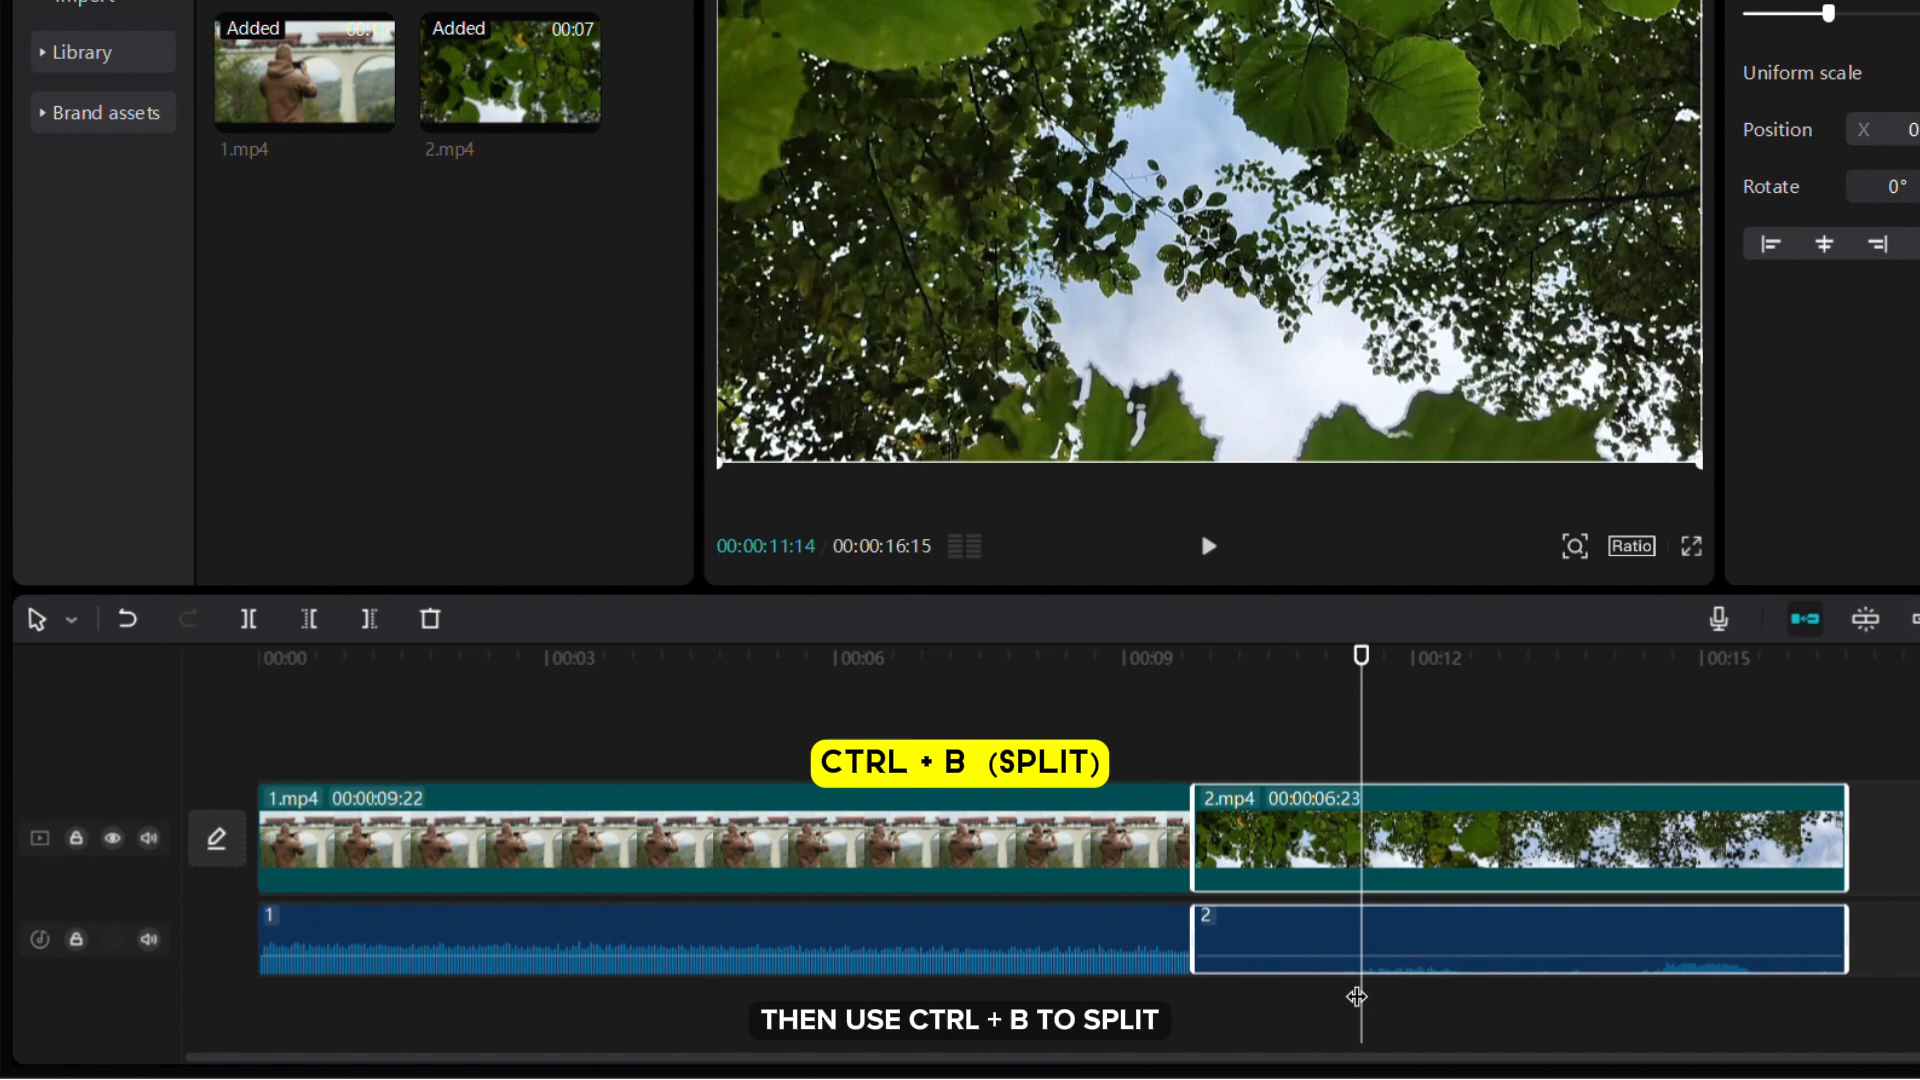 Import
Added
00:13
Added
00:07
Library
Brand assets
1.mp4
2.mp4
Uniform scale
Position
X
0
Rotate
0°
00:00:11:14
00:00:16:15
Ratio
00:00
00:03
00:06
00:09
00:12
00:15
CTRL + B (SPLIT)
1.mp4 00:00:09:22
2.mp4 00:00:06:23
1
2
THEN USE CTRL + B TO SPLIT